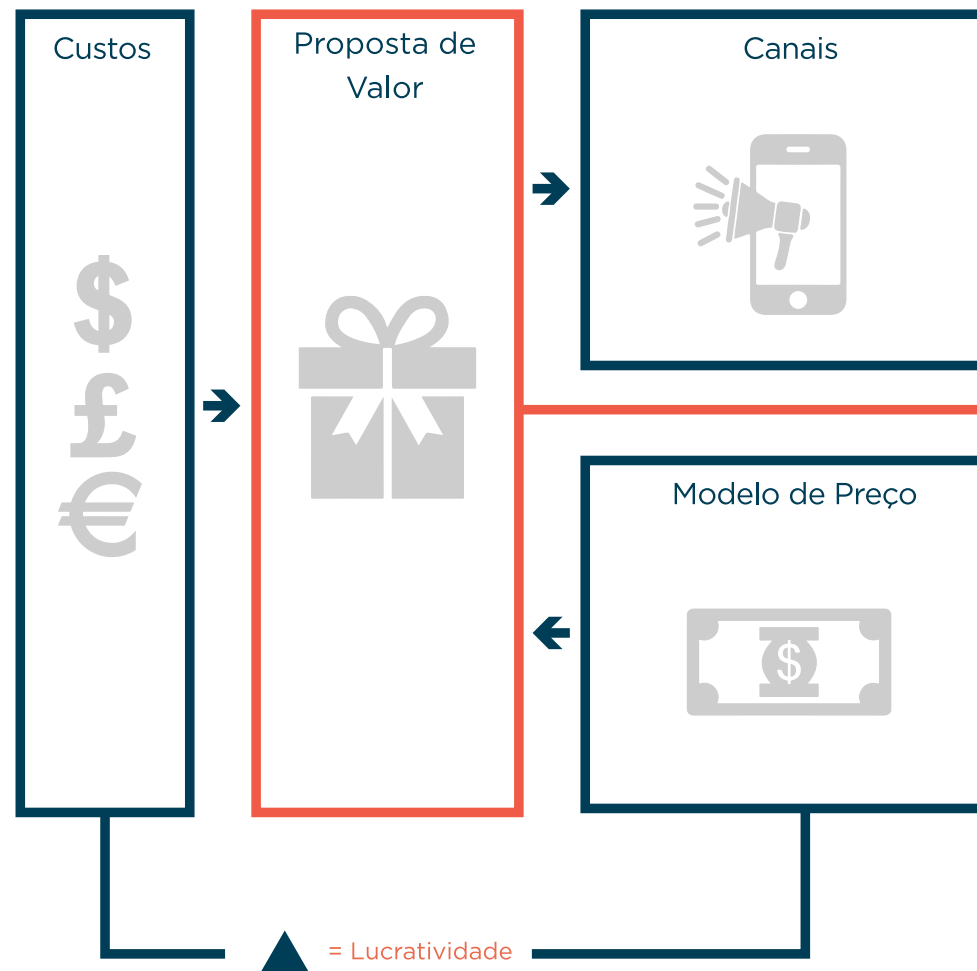 Custos
Proposta de
Valor
Canais
$
£
€
Modelo de Preço
$
= Lucratividade